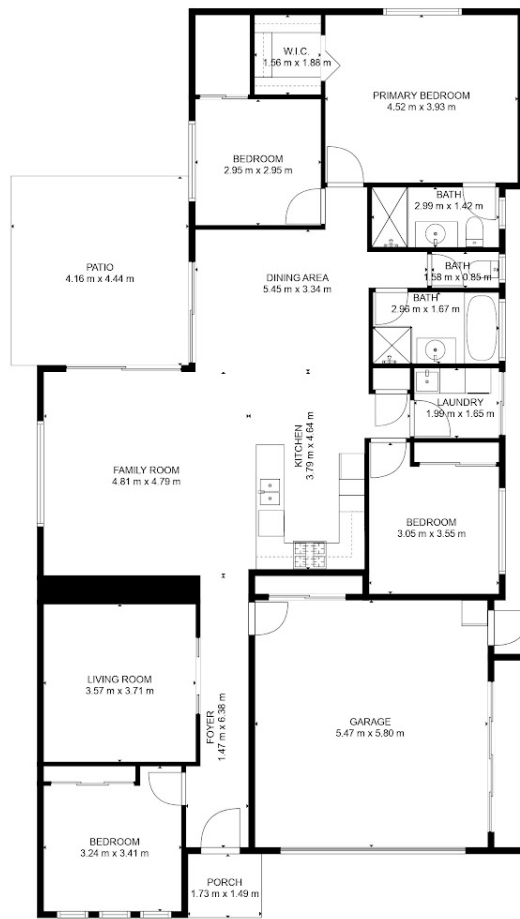 W.I.C.
1.56 m x 1.88 m
PRIMARY BEDROOM
4.52 m x 3.93 m
BEDROOM
2.95 m x 2.95 m
BATH
2.99 m x 1.42 m
PATIO
4.16 m x 4.44 m
DINING AREA
5.45 m x 3.34 m
BATH
1.58 m x 0.85 m
BATH
2.96 m x 1.67 m
LAUNDRY
1.99 m x 1.65 m
KITCHEN
3.79 m x 4.64 m
FAMILY ROOM
4.81 m x 4.79 m
BEDROOM
3.05 m x 3.55 m
LIVING ROOM
3.57 m x 3.71 m
FOYER
1.47 m x 6.38 m
GARAGE
5.47 m x 5.80 m
BEDROOM
3.24 m x 3.41 m
PORCH
1.73 m x 1.49 m